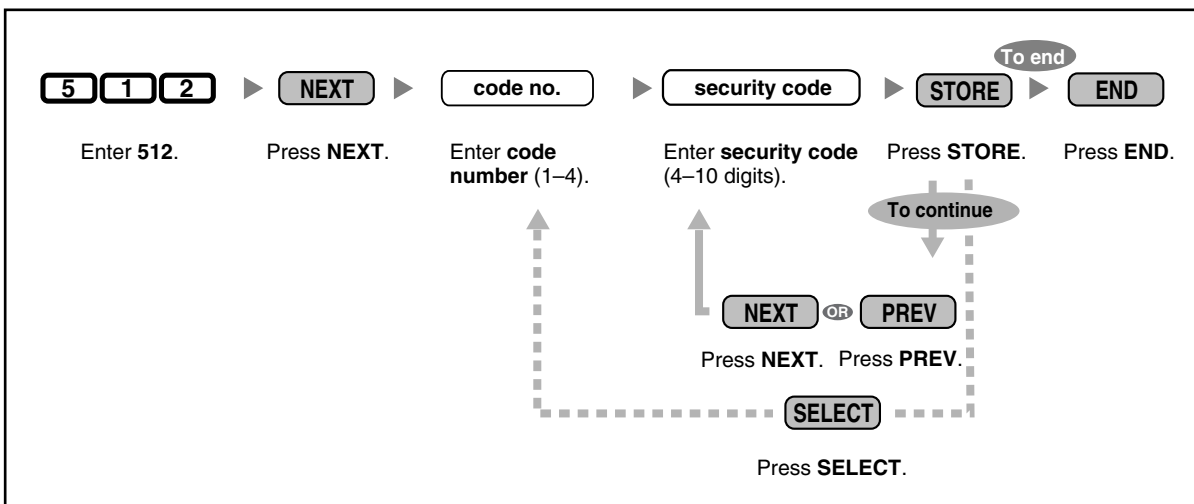 To end
5 1 2 NEXT code no. security code STORE END
Enter 512. Press NEXT. Enter code Enter security code Press STORE. Press END.
number (1–4). (4–10 digits).
To continue
NEXT OR PREV
Press NEXT. Press PREV.
SELECT
Press SELECT.